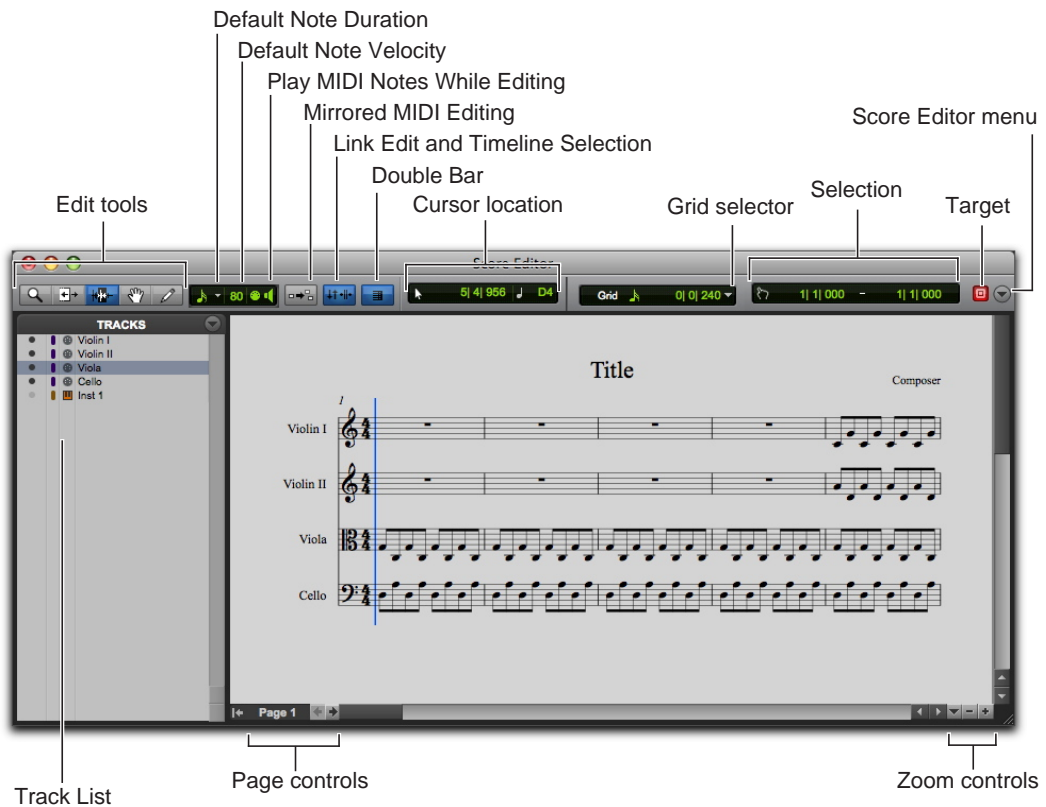 Default Note Duration
Default Note Velocity
Play MIDI Notes While Editing
Mirrored MIDI Editing
Score Editor menu
Link Edit and Timeline Selection
Double Bar
Selection
Edit tools
Cursor location
Grid selector
Target
Score Editor
80
5| 4| 956
D4
Grid
0| 0| 240
1| 1| 000 - 1| 1| 000
TRACKS
Violin I
Violin II
Viola
Cello
Inst 1
Title
Composer
1
Violin I
Violin II
Viola
Cello
Page 1
Page controls
Zoom controls
Track List